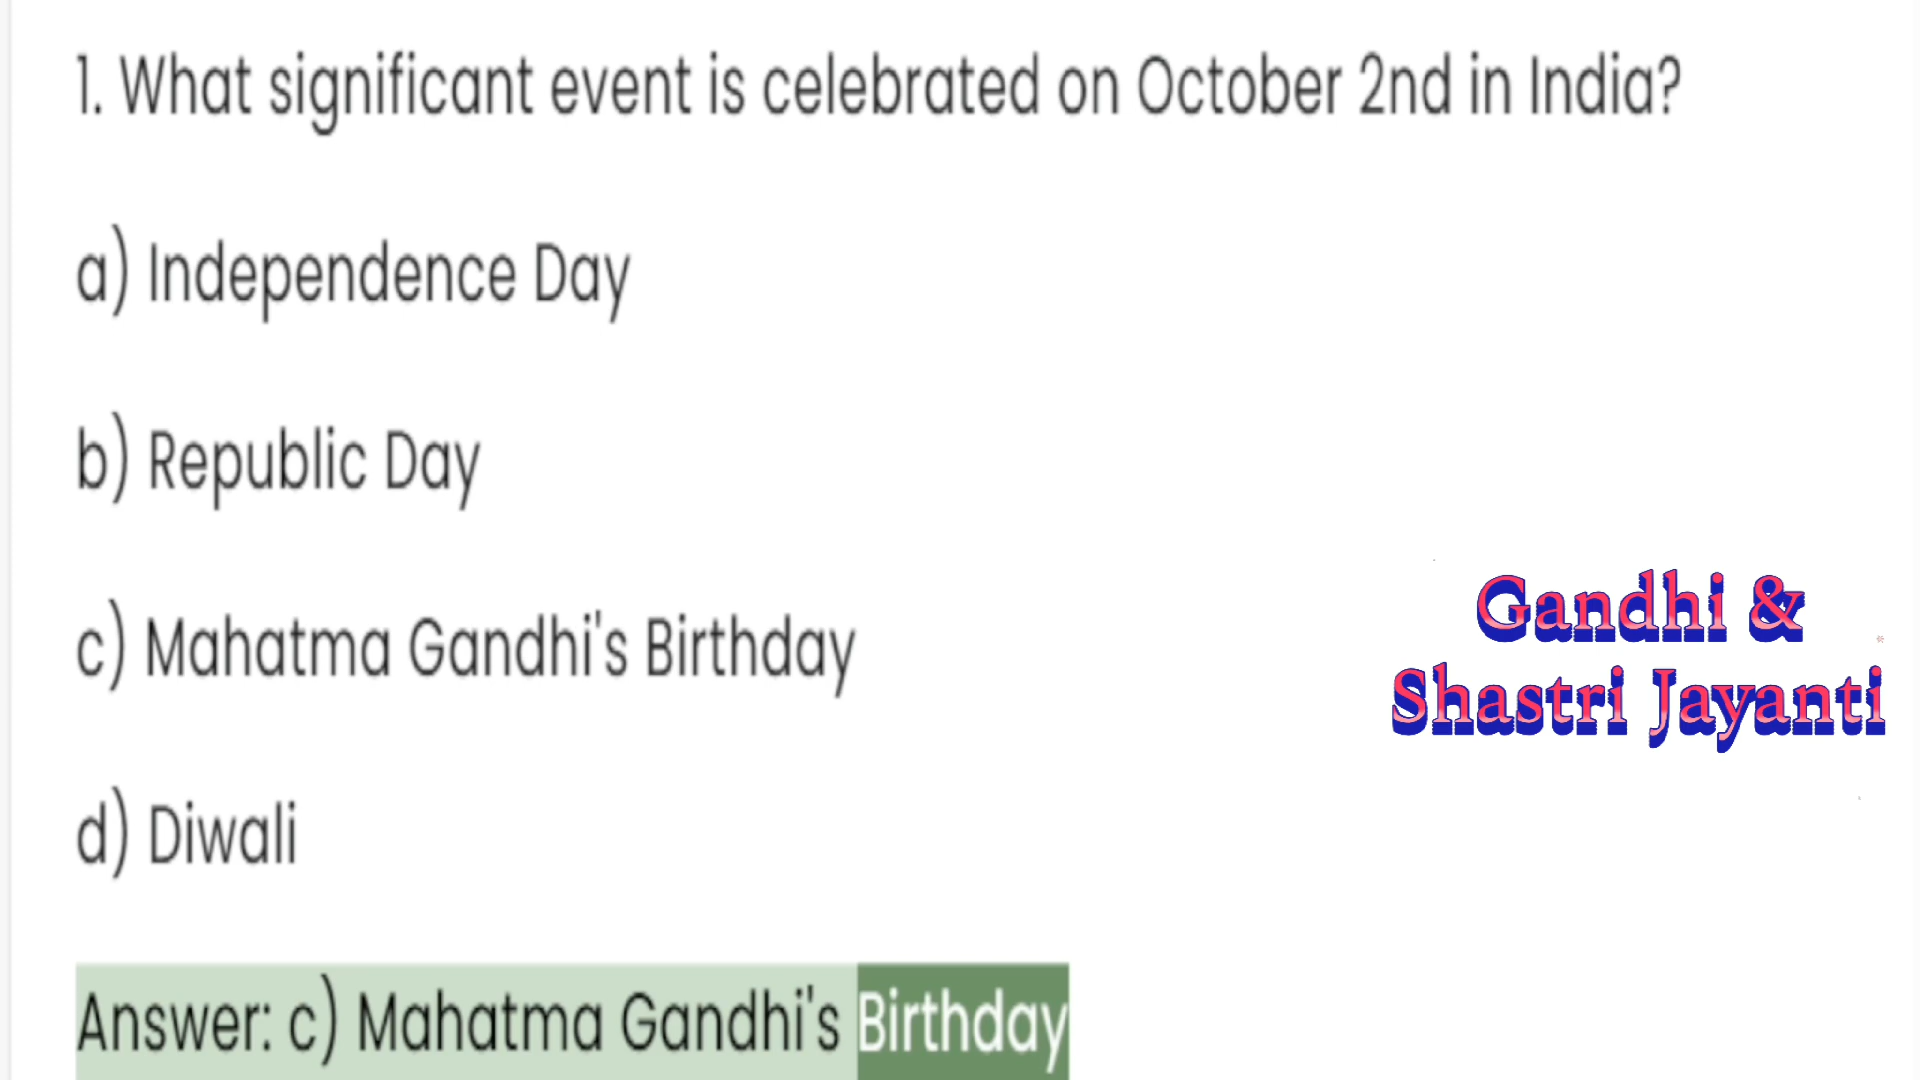 1. What significant event is celebrated on October 2nd in India?
a) Independence Day
b) Republic Day
c) Mahatma Gandhi's Birthday
d) Diwali
Gandhi &
Shastri Jayanti
Answer: c) Mahatma Gandhi's Birthday